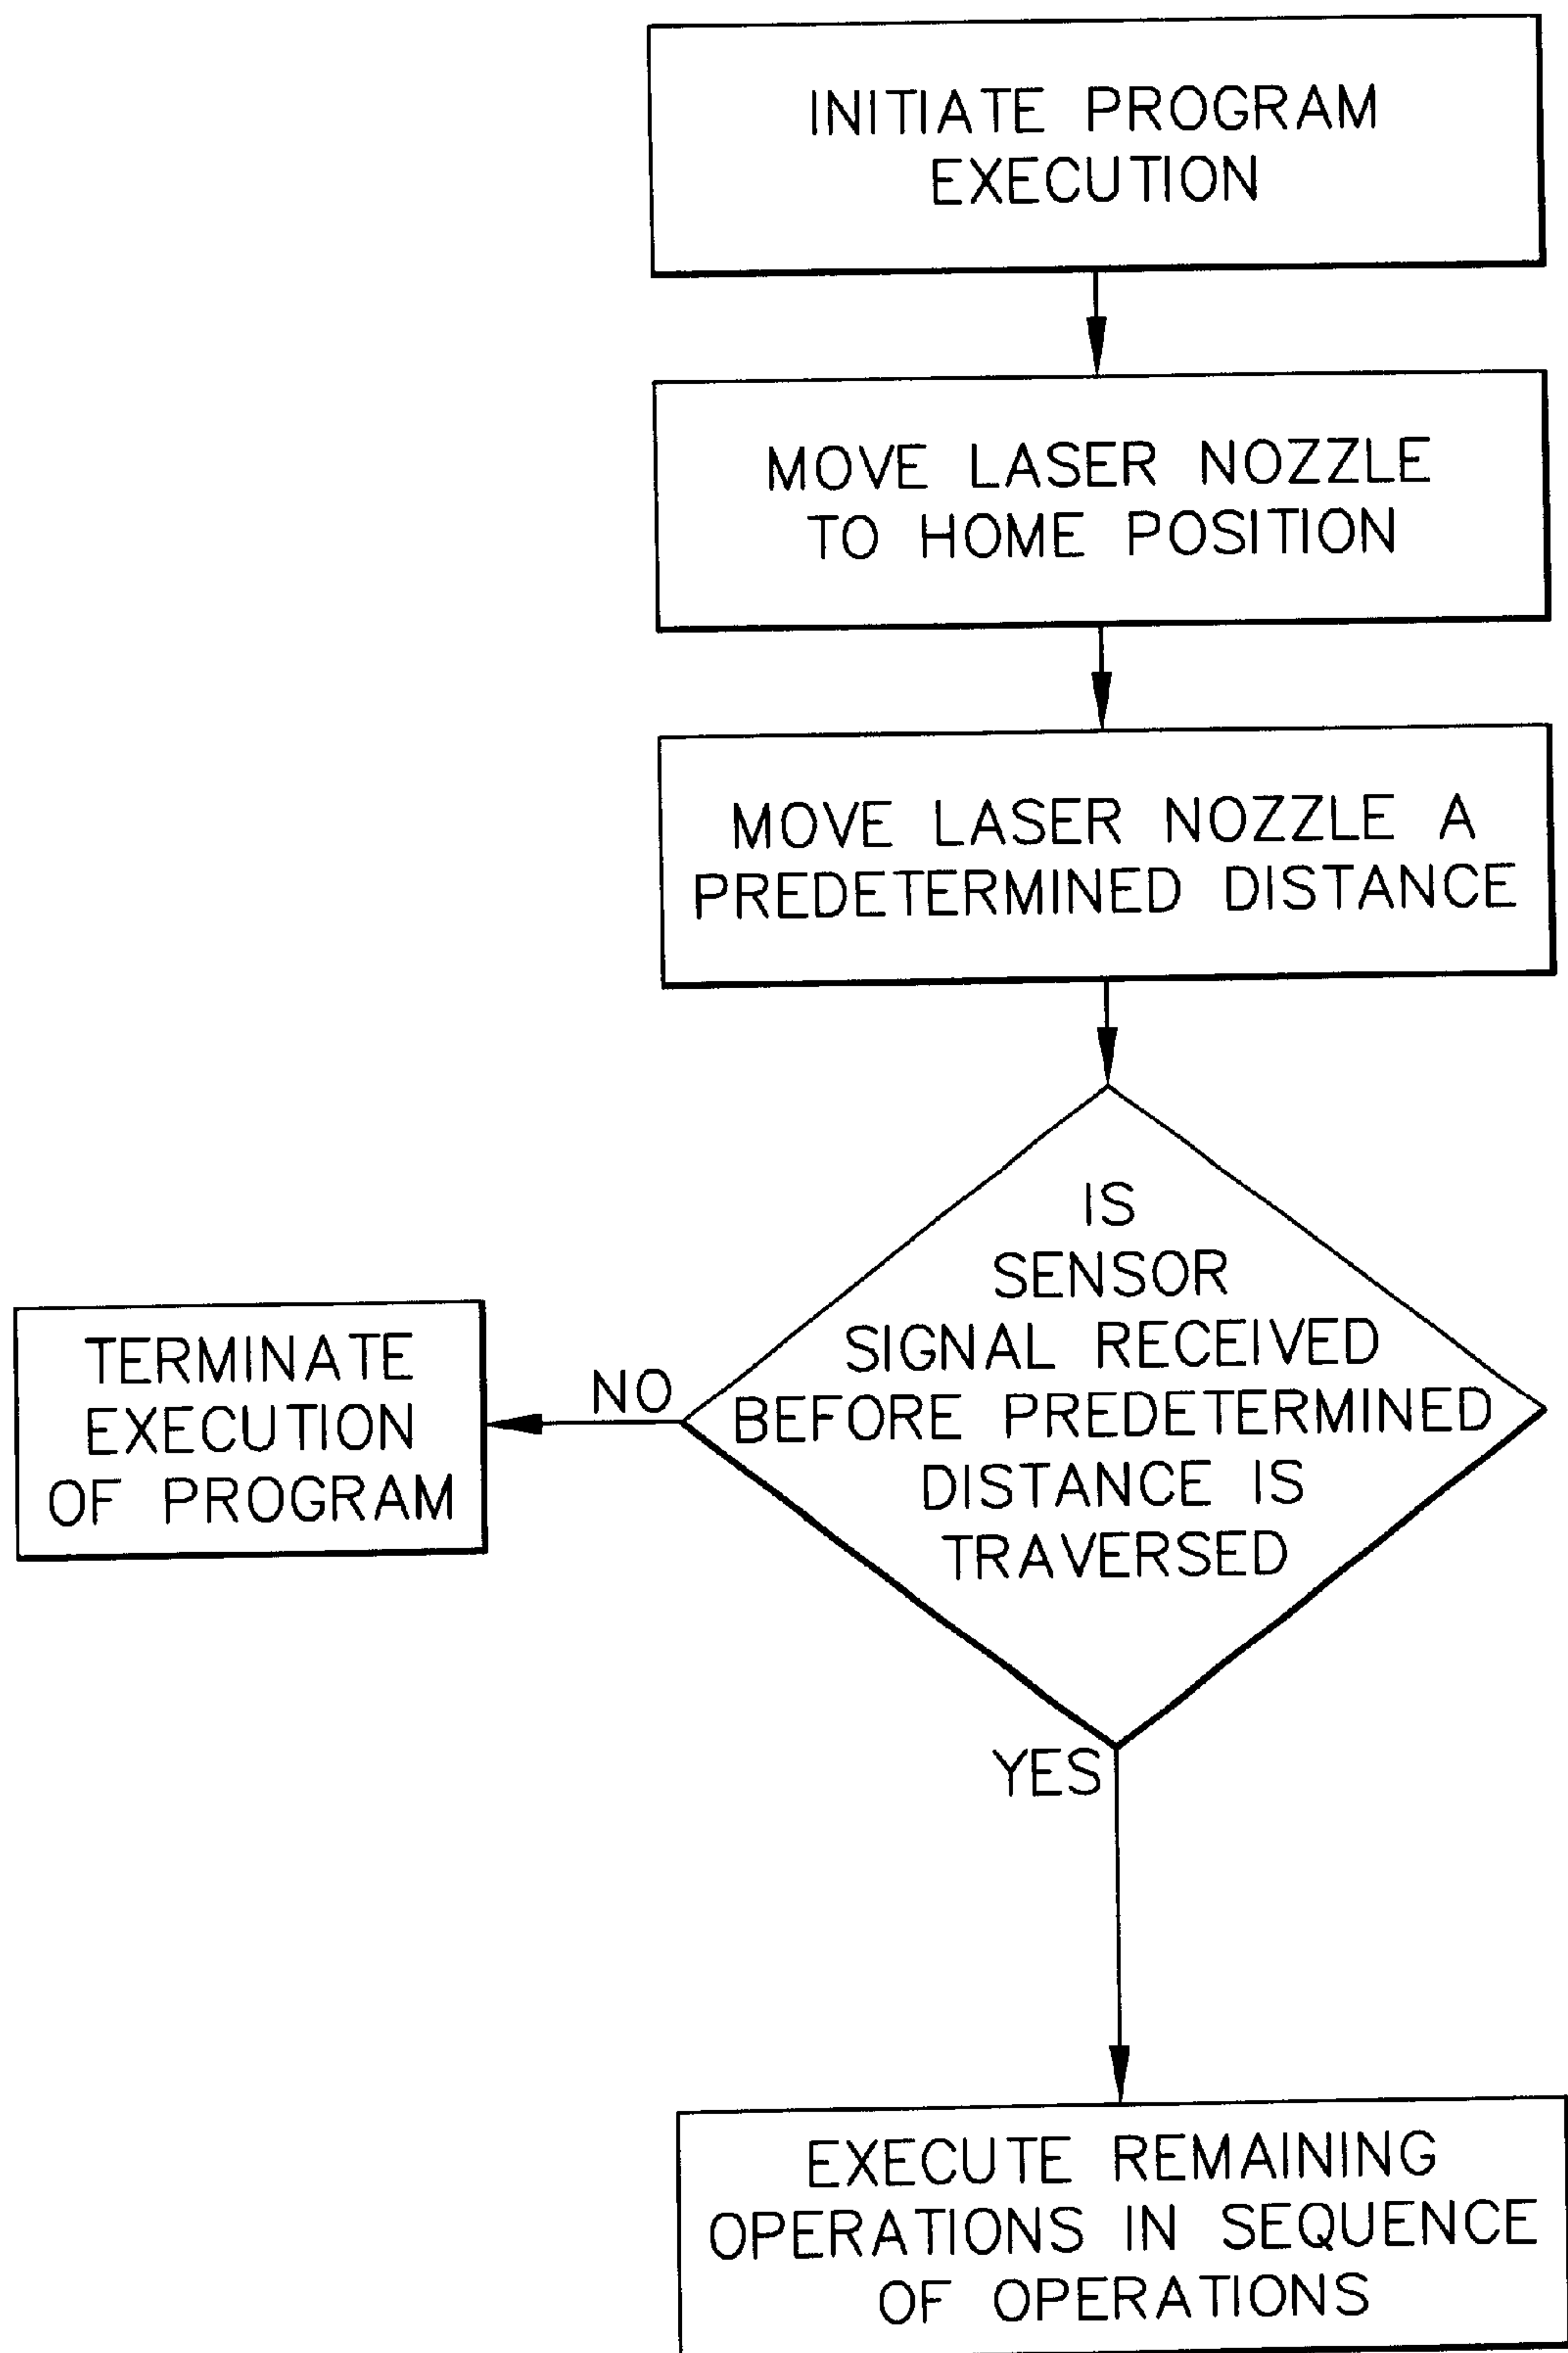 INITIATE PROGRAM
EXECUTION
MOVE LASER NOZZLE
TO HOME POSITION
MOVE LASER NOZZLE A
PREDETERMINED DISTANCE
IS
SENSOR
SIGNAL RECEIVED
BEFORE PREDETERMINED
DISTANCE IS
TRAVERSED
NO
TERMINATE
EXECUTION
OF PROGRAM
YES
EXECUTE REMAINING
OPERATIONS IN SEQUENCE
OF OPERATIONS